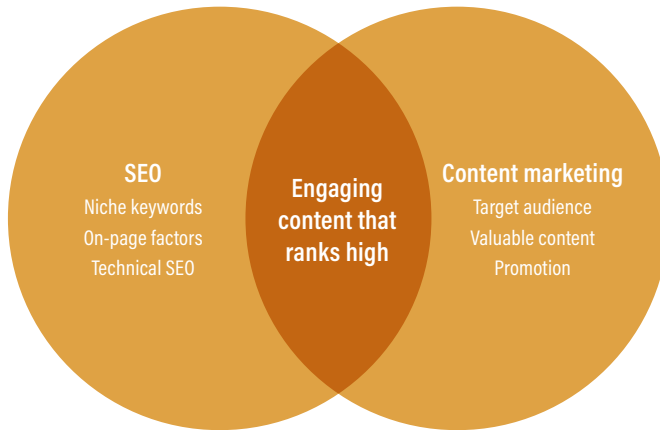 SEO
Niche keywords
On-page factors
Technical SEO
Engaging
content that
ranks high
Content marketing
Target audience
Valuable content
Promotion